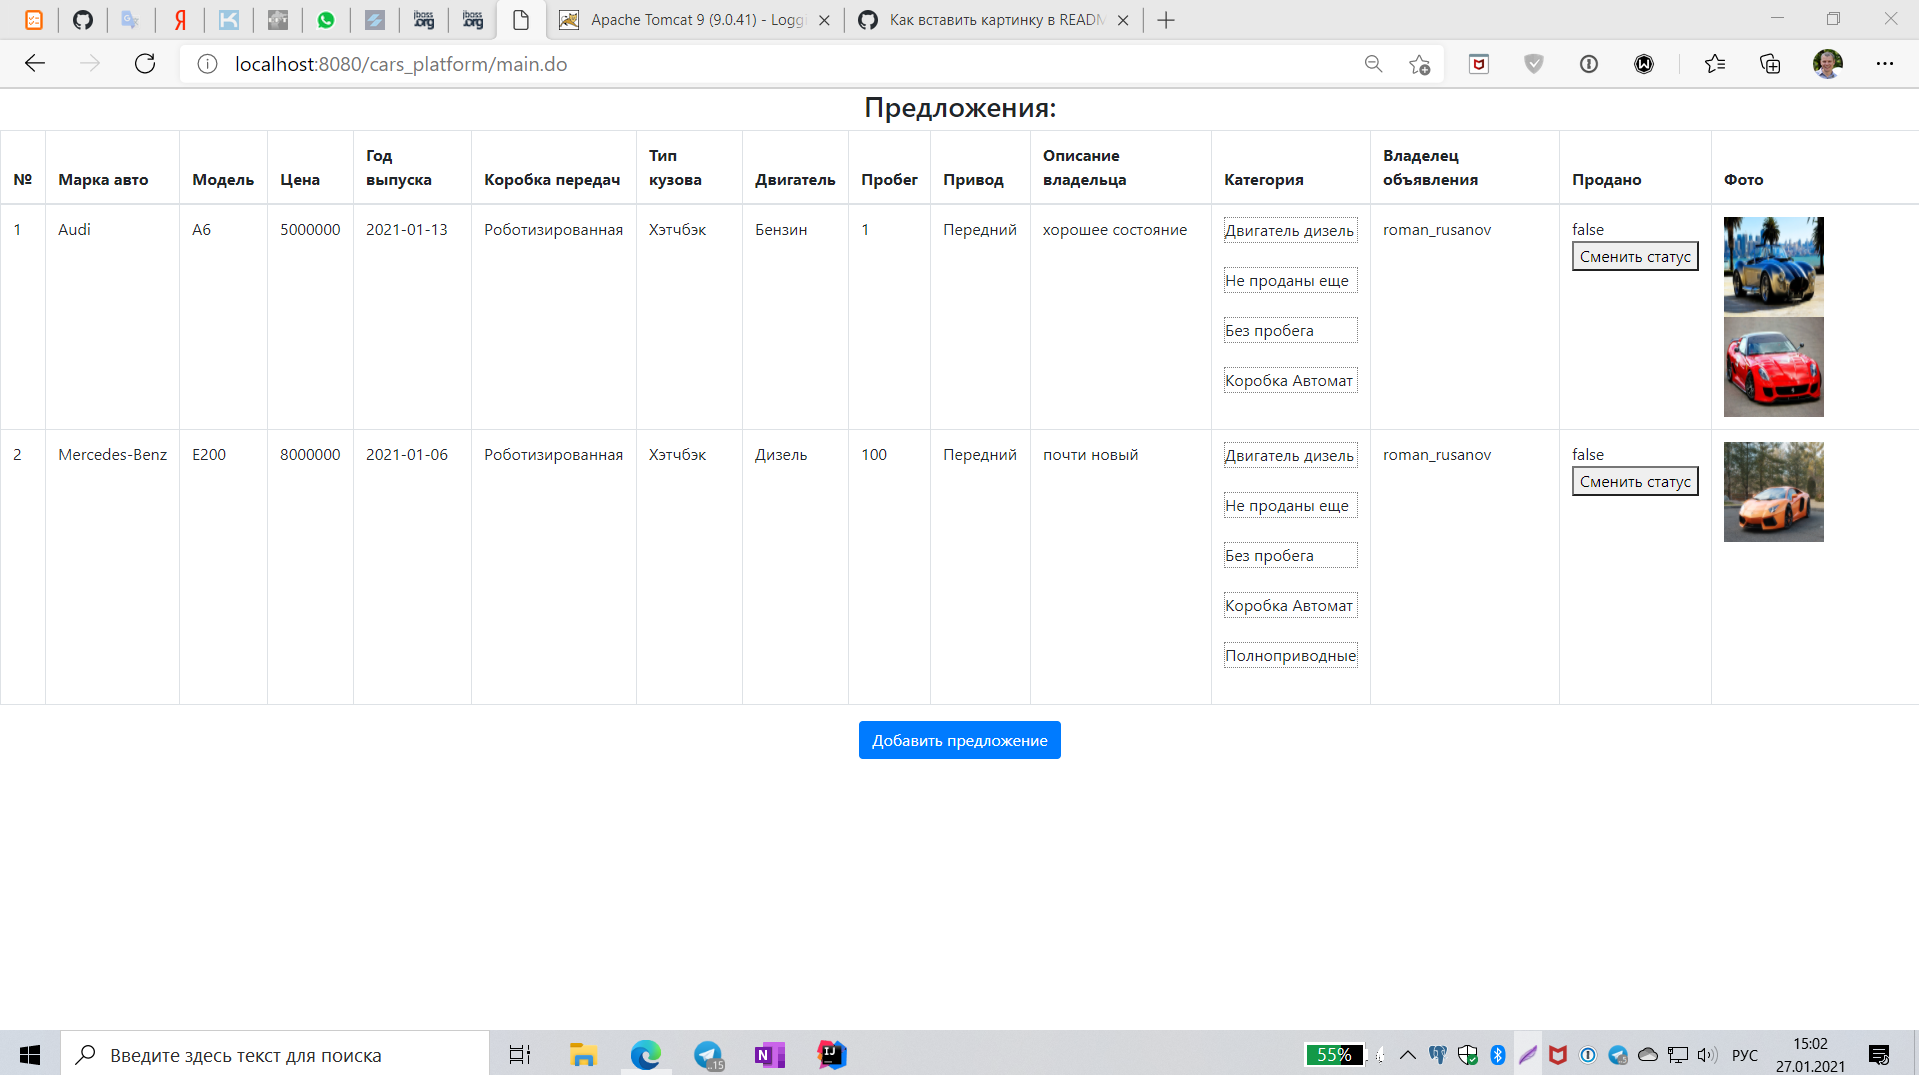 Apache Tomcat 9 (9.0.41) - Logg
Как вставить картинку в READM
localhost:8080/cars_platform/main.do
Предложения:
№ Марка авто Модель Цена Год выпуска Коробка передач Тип кузова Двигатель Пробег Привод Описание владельца Категория Владелец объявления Продано Фото
1 Audi A6 5000000 2021-01-13 Роботизированная Хэтчбэк Бензин 1 Передний хорошее состояние Двигатель дизель roman_rusanov false
Сменить статус
Не проданы еще
Без пробега
Коробка Автомат
2 Mercedes-Benz E200 8000000 2021-01-06 Роботизированная Хэтчбэк Дизель 100 Передний почти новый Двигатель дизель roman_rusanov false
Сменить статус
Не проданы еще
Без пробега
Коробка Автомат
Полноприводные
Добавить предложение
Введите здесь текст для поиска
55%
РУС
15:02
27.01.2021